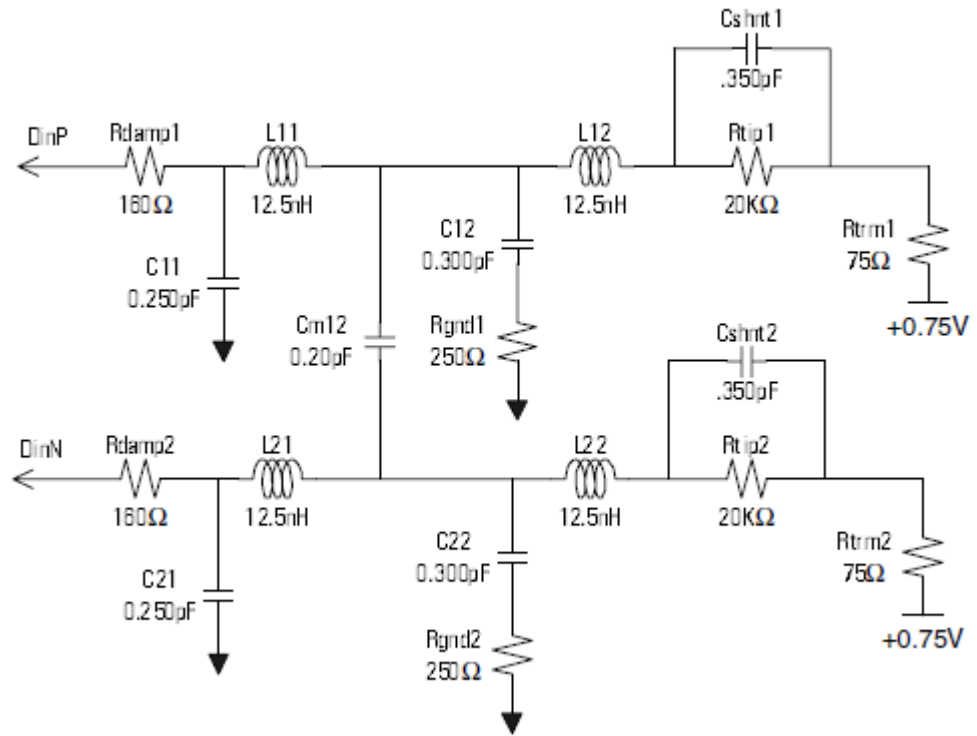 Cshnt1
.350pF
DinP
Rdamp1
160Ω
L11
12.5nH
L12
12.5nH
Rtip1
20KΩ
C11
0.250pF
C12
0.300pF
Rgnd1
250Ω
Rtrm1
75Ω
+0.75V
Cm12
0.20pF
Cshnt2
.350pF
DinN
Rdamp2
160Ω
L21
12.5nH
L22
12.5nH
Rtip2
20KΩ
C21
0.250pF
C22
0.300pF
Rgnd2
250Ω
Rtrm2
75Ω
+0.75V